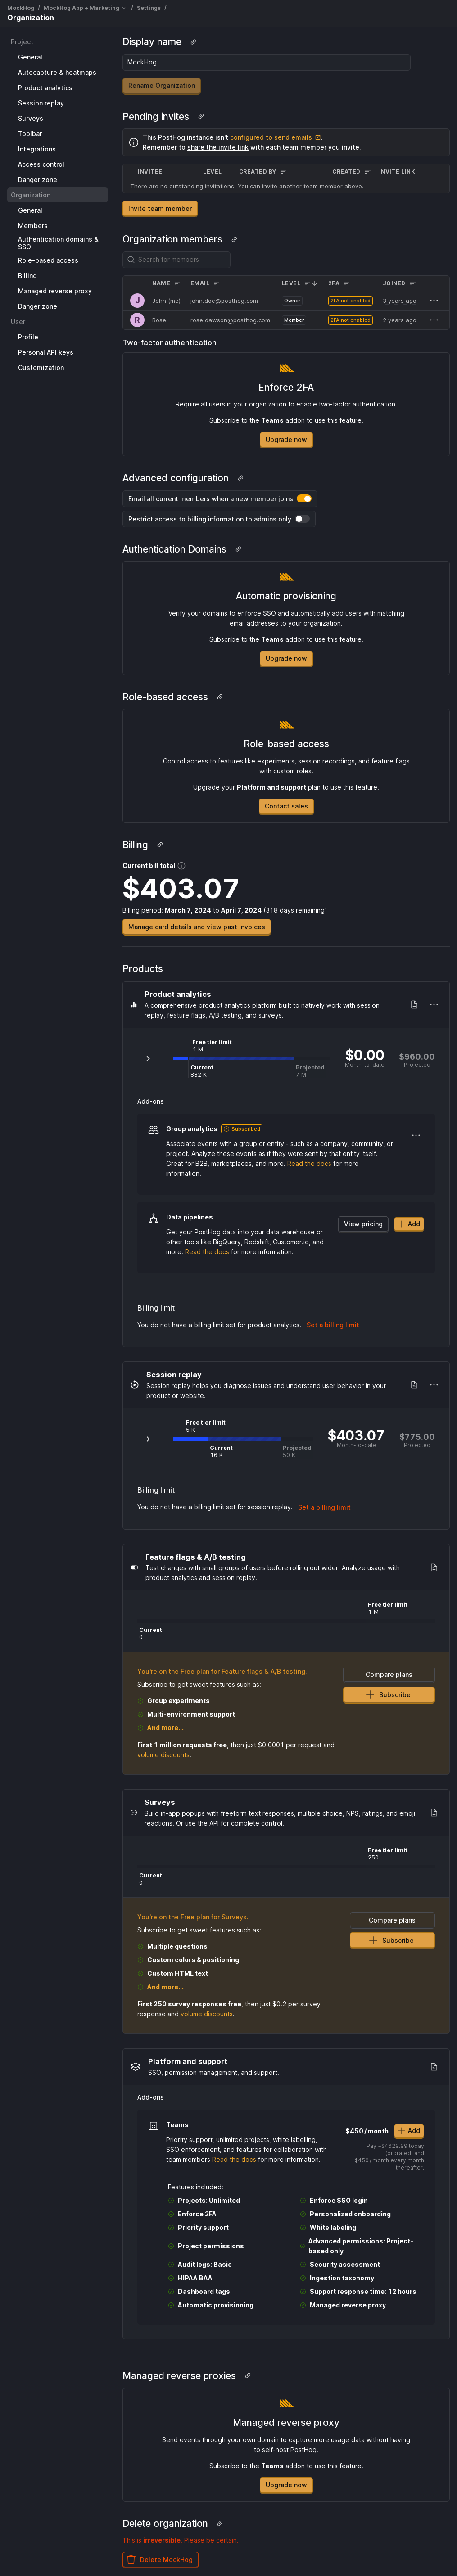 MockHog / MockHog App + Marketing / Settings /
Organization
Project
General
Autocapture & heatmaps
Product analytics
Session replay
Surveys
Toolbar
Integrations
Access control
Danger zone
Organization
General
Members
Authentication domains &
SSO
Role-based access
Billing
Managed reverse proxy
Danger zone
User
Profile
Personal API keys
Customization
Display name
MockHog
Rename Organization
Pending invites
This PostHog instance isn't configured to send emails.
Remember to share the invite link with each team member you invite.
INVITEE LEVEL CREATED BY CREATED INVITE LINK
There are no outstanding invitations. You can invite another team member above.
Invite team member
Organization members
Search for members
NAME EMAIL LEVEL 2FA JOINED
J John (me) john.doe@posthog.com Owner 2FA not enabled 3 years ago
R Rose rose.dawson@posthog.com Member 2FA not enabled 2 years ago
Two-factor authentication
Enforce 2FA
Require all users in your organization to enable two-factor authentication.
Subscribe to the Teams addon to use this feature.
Upgrade now
Advanced configuration
Email all current members when a new member joins
Restrict access to billing information to admins only
Authentication Domains
Automatic provisioning
Verify your domains to enforce SSO and automatically add users with matching
email addresses to your organization.
Subscribe to the Teams addon to use this feature.
Upgrade now
Role-based access
Role-based access
Control access to features like experiments, session recordings, and feature flags
with custom roles.
Upgrade your Platform and support plan to use this feature.
Contact sales
Billing
Current bill total
$403.07
Billing period: March 7, 2024 to April 7, 2024 (318 days remaining)
Manage card details and view past invoices
Products
Product analytics
A comprehensive product analytics platform built to natively work with session
replay, feature flags, A/B testing, and surveys.
Free tier limit
1 M
Current
682 K
Projected
7 M
$0.00
Month-to-date
$960.00
Projected
Add-ons
Group analytics Subscribed
Associate events with a group or entity - such as a company, community, or
project. Analyze these events as if they were sent by that entity itself.
Great for B2B, marketplaces, and more. Read the docs for more
information.
Data pipelines
Get your PostHog data into your data warehouse or
other tools like BigQuery, Redshift, Customer.io, and
more. Read the docs for more information.
View pricing
Add
Billing limit
You do not have a billing limit set for product analytics. Set a billing limit
Session replay
Session replay helps you diagnose issues and understand user behavior in your
product or website.
Free tier limit
5 K
Current
16 K
Projected
50 K
$403.07
Month-to-date
$775.00
Projected
Billing limit
You do not have a billing limit set for session replay. Set a billing limit
Feature flags & A/B testing
Test changes with small groups of users before rolling out wider. Analyze usage with
product analytics and session replay.
Free tier limit
1 M
Current
0
You're on the Free plan for Feature flags & A/B testing.
Subscribe to get sweet features such as:
Group experiments
Multi-environment support
And more...
First 1 million requests free, then just $0.0001 per request and
volume discounts.
Compare plans
Subscribe
Surveys
Build in-app popups with freeform text responses, multiple choice, NPS, ratings, and emoji
reactions. Or use the API for complete control.
Free tier limit
250
Current
0
You're on the Free plan for Surveys.
Subscribe to get sweet features such as:
Multiple questions
Custom colors & positioning
Custom HTML text
And more...
First 250 survey responses free, then just $0.2 per survey
response and volume discounts.
Compare plans
Subscribe
Platform and support
SSO, permission management, and support.
Add-ons
Teams
Priority support, unlimited projects, white labeling,
SSO enforcement, and features for collaboration with
team members Read the docs for more information.
$450/month
Add
Pay ~$4629.99 today
(prorated) and
$450/month every month
thereafter.
Features included:
Projects: Unlimited
Enforce 2FA
Priority support
Project permissions
Audit logs: Basic
HIPAA BAA
Dashboard tags
Automatic provisioning
Enforce SSO login
Personalized onboarding
White labeling
Advanced permissions: Project-
based only
Security assessment
Ingestion taxonomy
Support response time: 12 hours
Managed reverse proxy
Managed reverse proxies
Managed reverse proxy
Send events through your own domain to capture more usage data without having
to self-host PostHog.
Subscribe to the Teams addon to use this feature.
Upgrade now
Delete organization
This is irreversible. Please be certain.
Delete MockHog